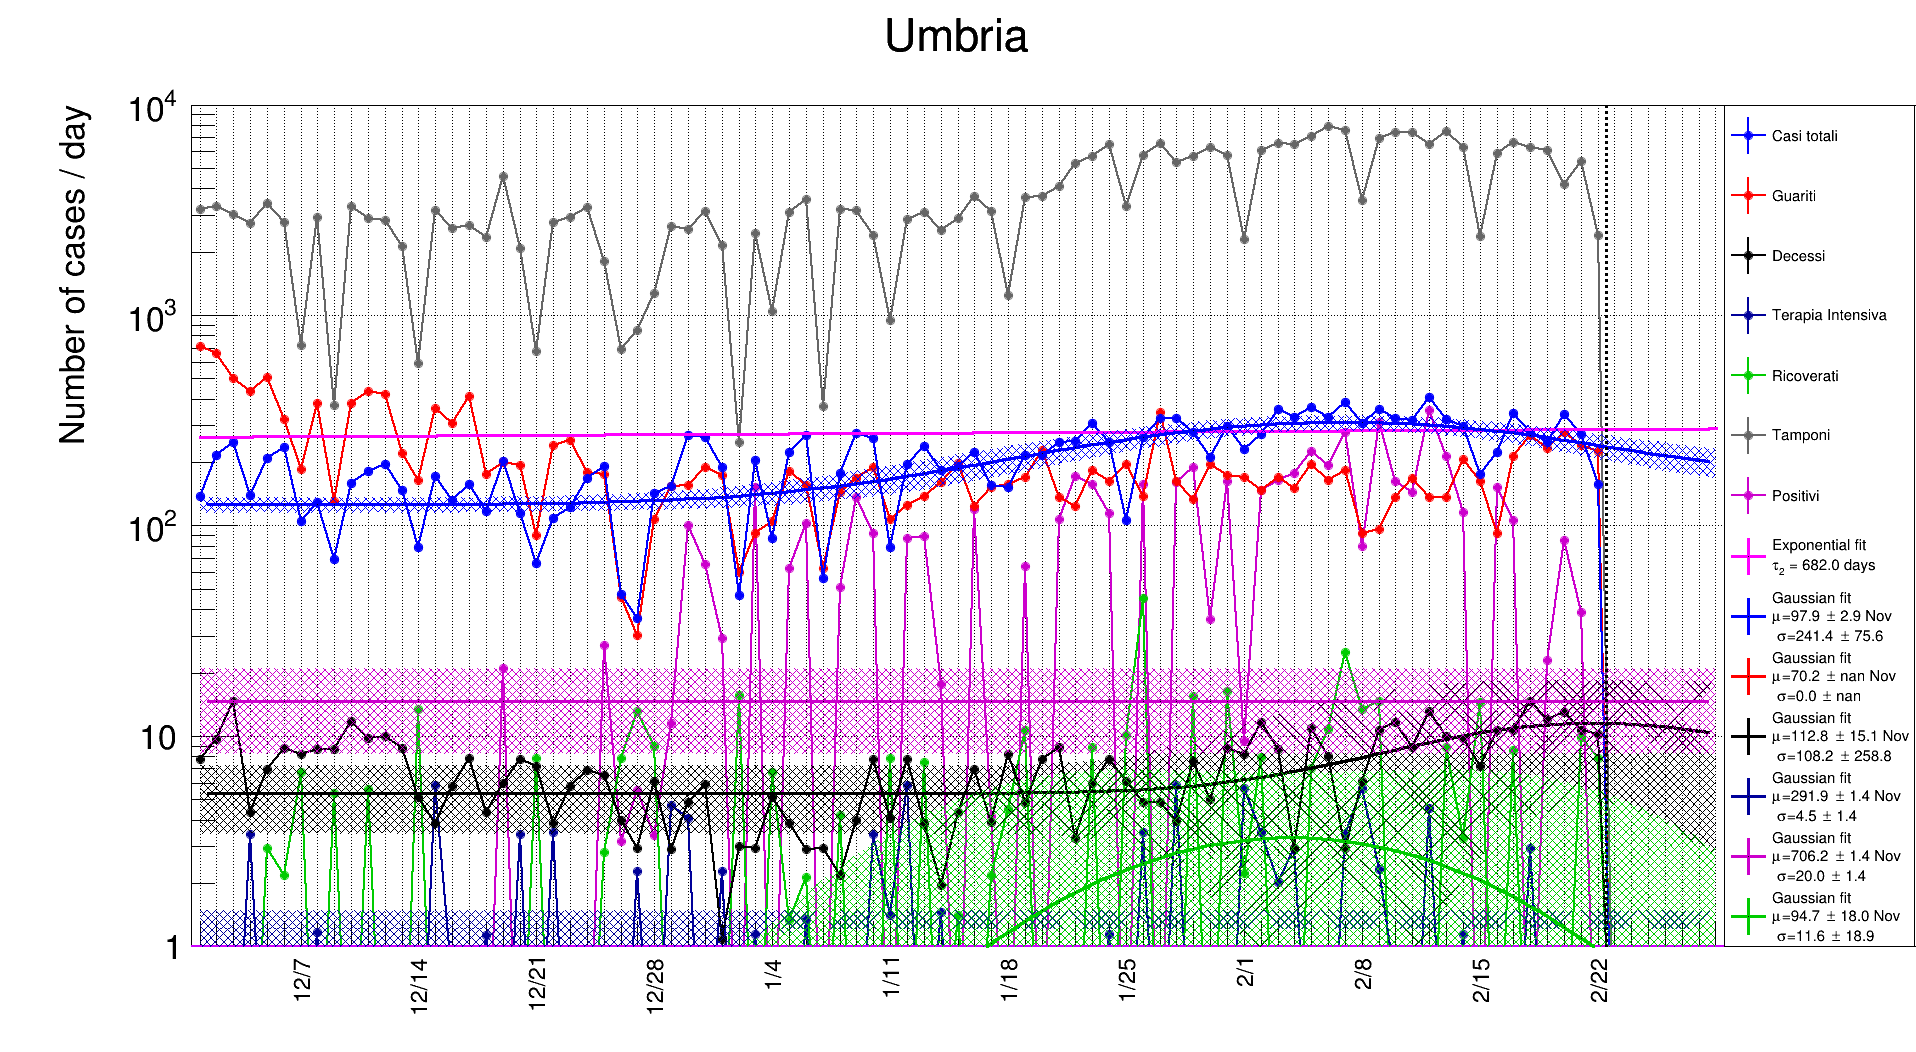 Umbria
Number of cases / day
10^4
10^3
10^2
10
1
12/7
12/14
12/21
12/28
1/4
1/11
1/18
1/25
2/1
2/8
2/15
2/22
Casi totali
Guariti
Decessi
Terapia Intensiva
Ricoverati
Tamponi
Positivi
Exponential fit
τ₂ = 682.0 days
Gaussian fit
μ=97.9 ± 2.9 Nov
σ=241.4 ± 75.6
Gaussian fit
μ=70.2 ± nan Nov
σ=0.0 ± nan
Gaussian fit
μ=112.8 ± 15.1 Nov
σ=108.2 ± 258.8
Gaussian fit
μ=291.9 ± 1.4 Nov
σ=4.5 ± 1.4
Gaussian fit
μ=706.2 ± 1.4 Nov
σ=20.0 ± 1.4
Gaussian fit
μ=94.7 ± 18.0 Nov
σ=11.6 ± 18.9